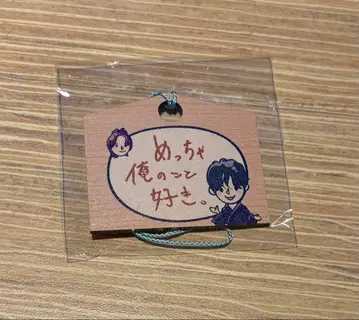 めっちゃ
俺のこと
好き。